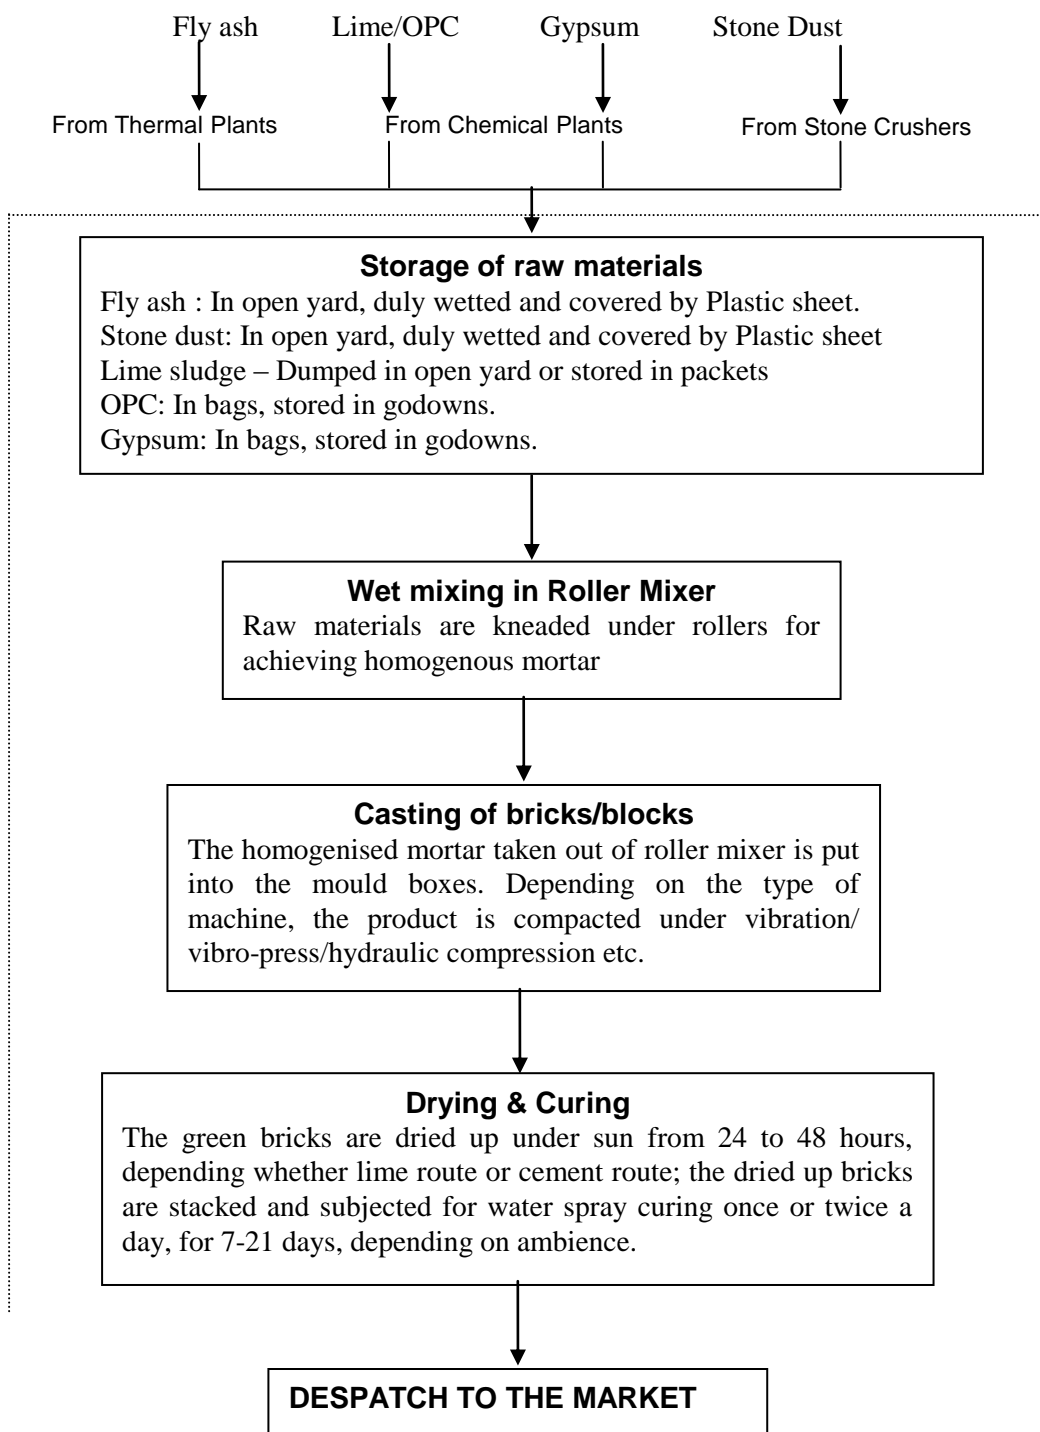 Fly ash Lime/OPC Gypsum Stone Dust
From Thermal Plants From Chemical Plants From Stone Crushers
Storage of raw materials
Fly ash : In open yard, duly wetted and covered by Plastic sheet.
Stone dust: In open yard, duly wetted and covered by Plastic sheet
Lime sludge – Dumped in open yard or stored in packets
OPC: In bags, stored in godowns.
Gypsum: In bags, stored in godowns.
Wet mixing in Roller Mixer
Raw materials are kneaded under rollers for
achieving homogenous mortar
Casting of bricks/blocks
The homogenised mortar taken out of roller mixer is put
into the mould boxes. Depending on the type of
machine, the product is compacted under vibration/
vibro-press/hydraulic compression etc.
Drying & Curing
The green bricks are dried up under sun from 24 to 48 hours,
depending whether lime route or cement route; the dried up bricks
are stacked and subjected for water spray curing once or twice a
day, for 7-21 days, depending on ambience.
DESPATCH TO THE MARKET